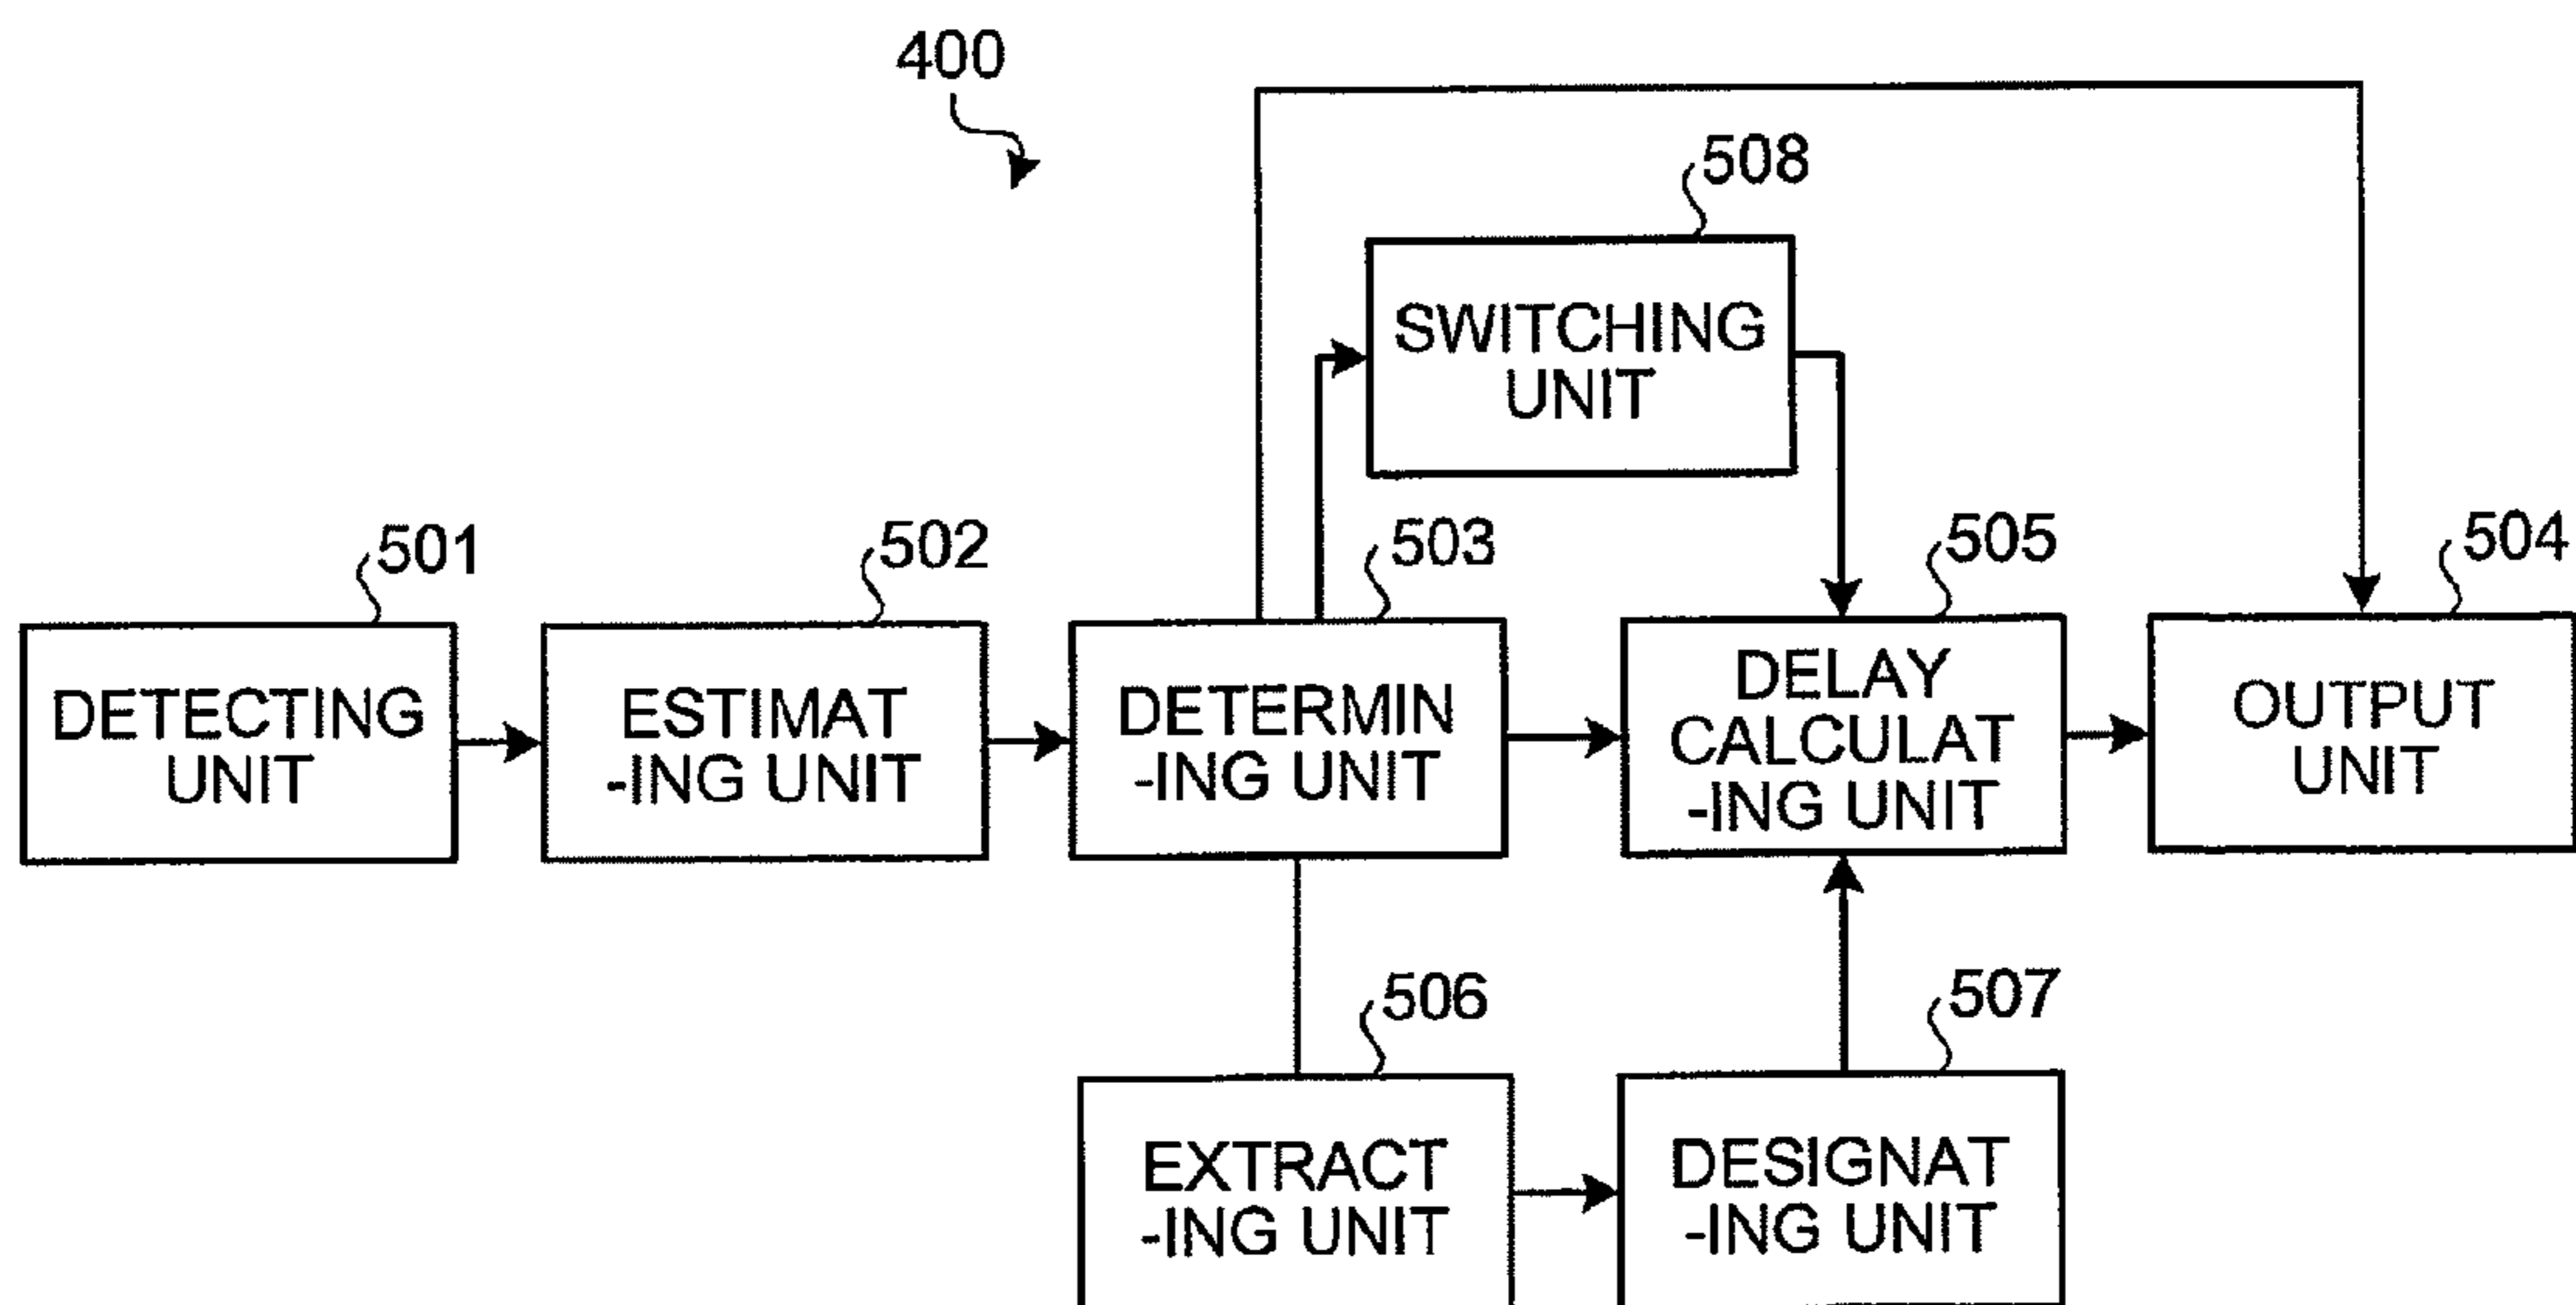 400
508
SWITCHING
UNIT
501
502
503
505
504
DETECTING
UNIT
ESTIMAT
-ING UNIT
DETERMIN
-ING UNIT
DELAY
CALCULAT
-ING UNIT
OUTPUT
UNIT
506
507
EXTRACT
-ING UNIT
DESIGNAT
-ING UNIT